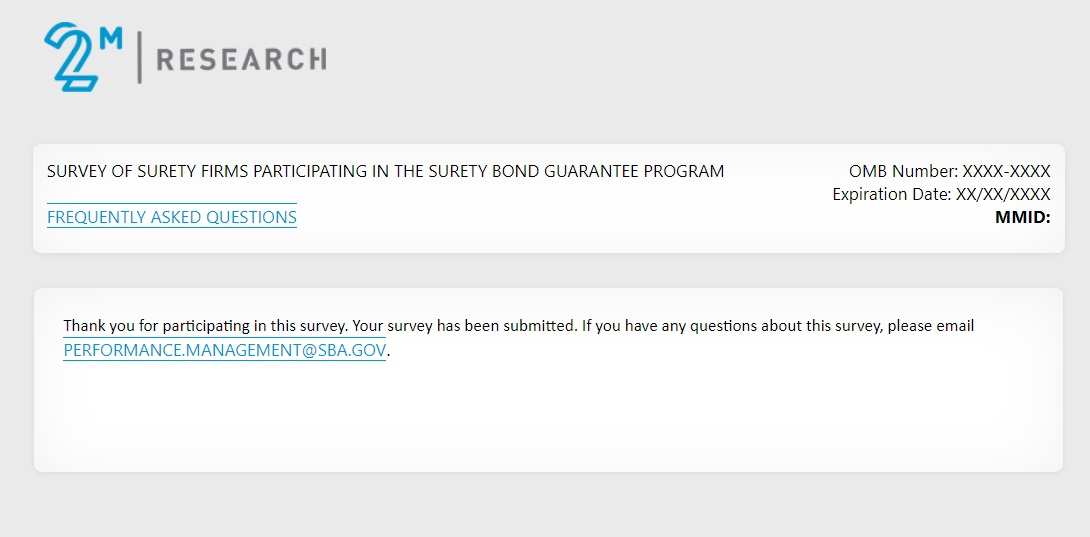 2M | RESEARCH
SURVEY OF SURETY FIRMS PARTICIPATING IN THE SURETY BOND GUARANTEE PROGRAM
OMB Number: XXXX-XXXX
Expiration Date: XX/XX/XXXX
FREQUENTLY ASKED QUESTIONS
MMID:
Thank you for participating in this survey. Your survey has been submitted. If you have any questions about this survey, please email
PERFORMANCE.MANAGEMENT@SBA.GOV.